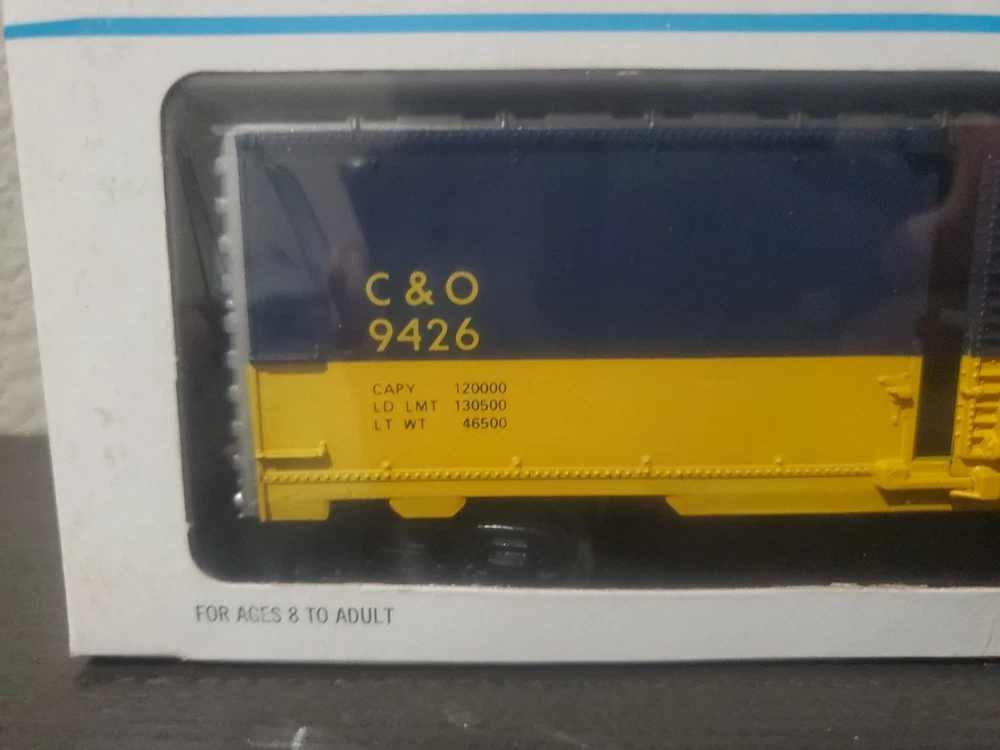 C & O
9426
CAPY 120000
LD LMT 130500
LT WT 46500
FOR AGES 8 TO ADULT